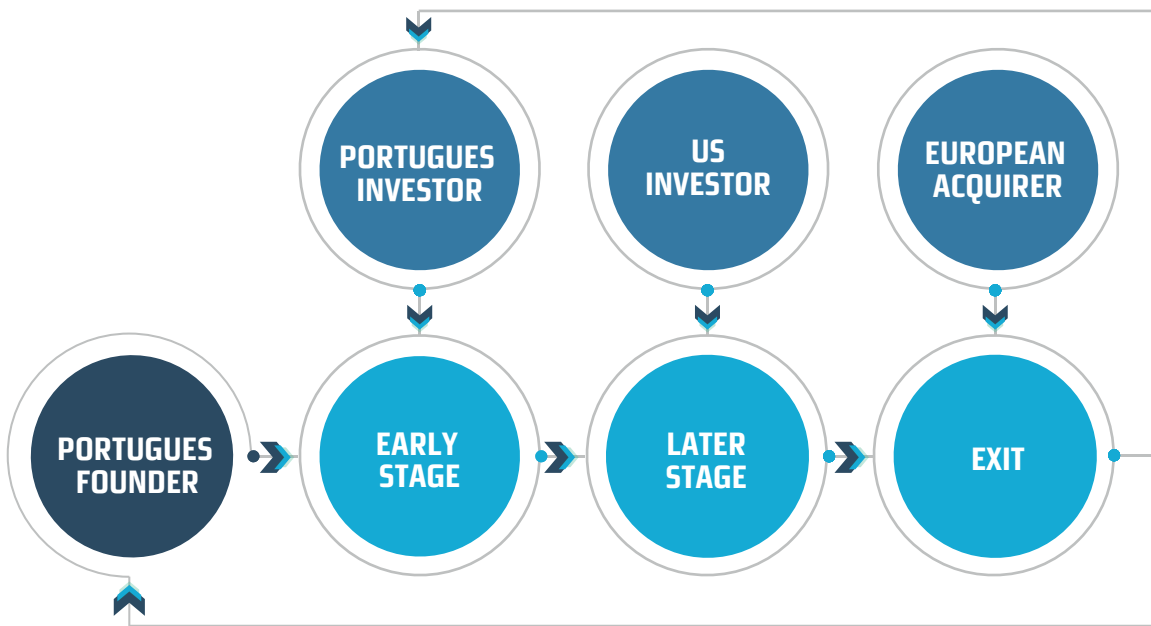 PORTUGUES
INVESTOR
US
INVESTOR
EUROPEAN
ACQUIRER
PORTUGUES
FOUNDER
EARLY
STAGE
LATER
STAGE
EXIT